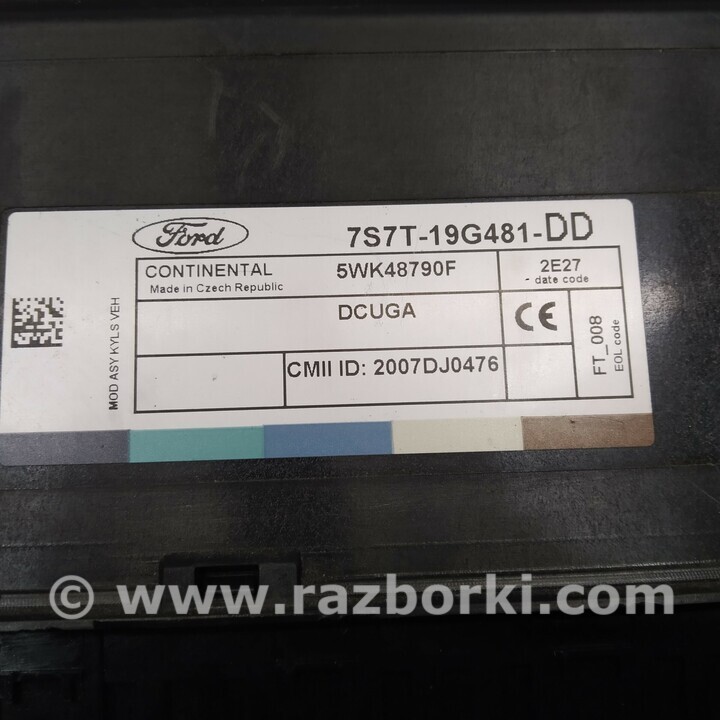 Ford
7S7T-19G481-DD
CONTINENTAL
5WK48790F
2E27
Made in Czech Republic
- date code
MOD ASY KYLS VEH
DCUGA
CE
FT_008
EOL code
CMII ID: 2007DJ0476
© www.razborki.com